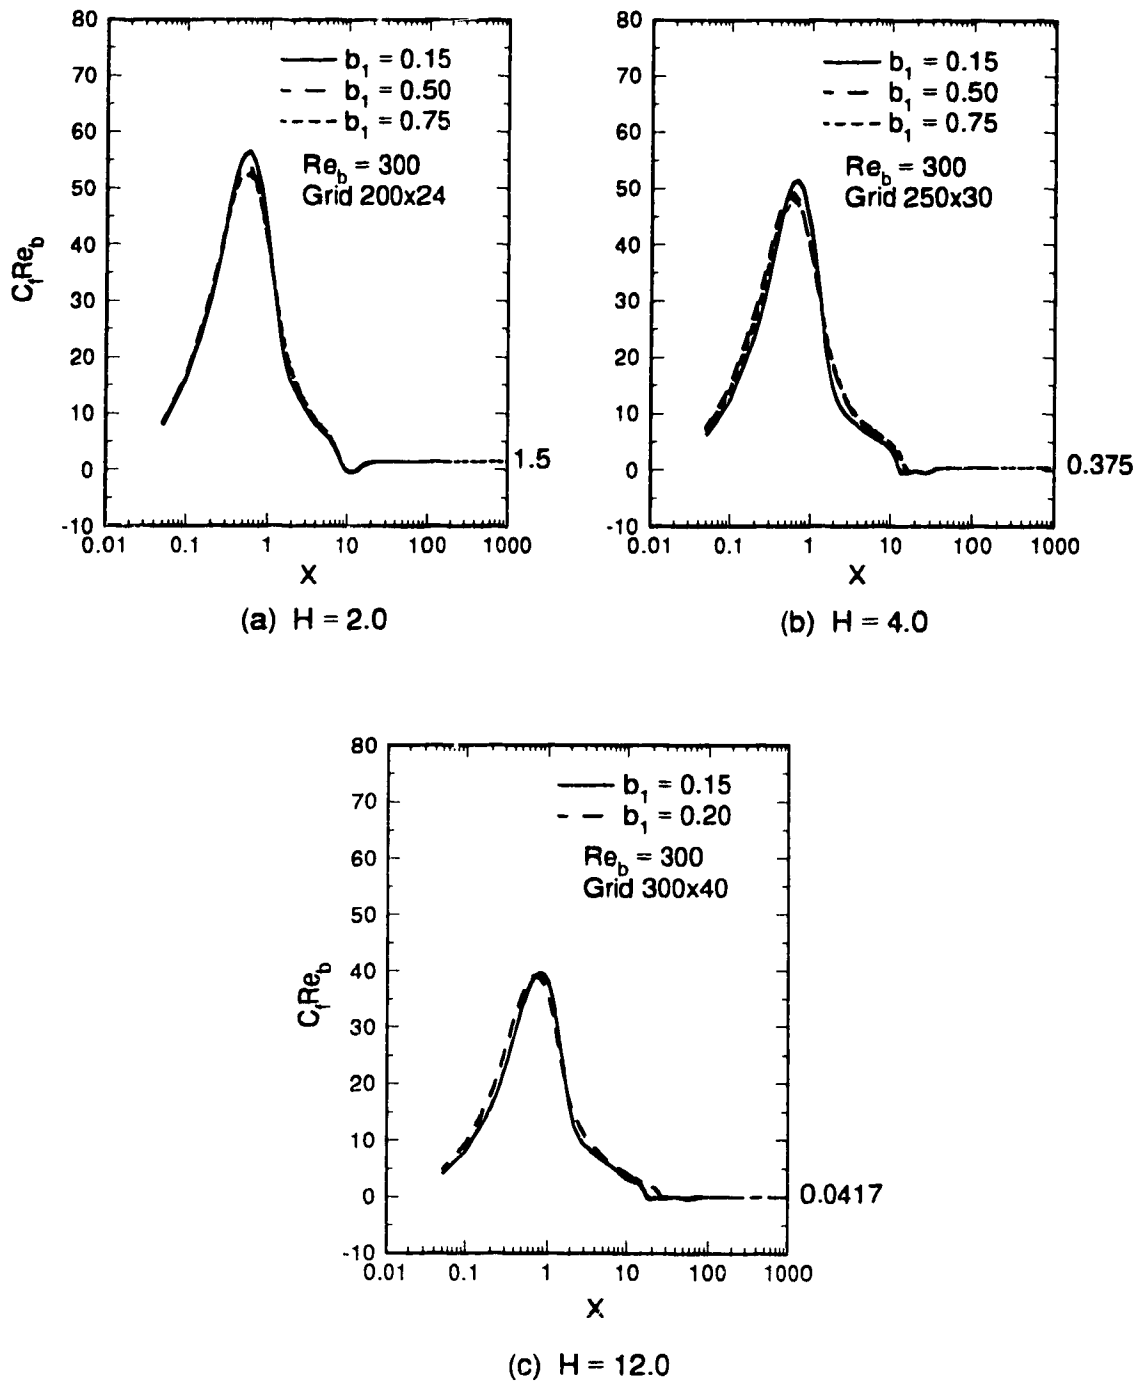 80
70
60
50
40
30
20
10
0
-10
C_fRe_b
b_1 = 0.15
b_1 = 0.50
b_1 = 0.75
Re_b = 300
Grid 200x24
1.5
0.01 0.1 1 10 100 1000
X
(a) H = 2.0
80
70
60
50
40
30
20
10
0
-10
b_1 = 0.15
b_1 = 0.50
b_1 = 0.75
Re_b = 300
Grid 250x30
0.375
0.01 0.1 1 10 100 1000
X
(b) H = 4.0
80
70
60
50
40
30
20
10
0
-10
C_fRe_b
b_1 = 0.15
b_1 = 0.20
Re_b = 300
Grid 300x40
0.0417
0.01 0.1 1 10 100 1000
X
(c) H = 12.0